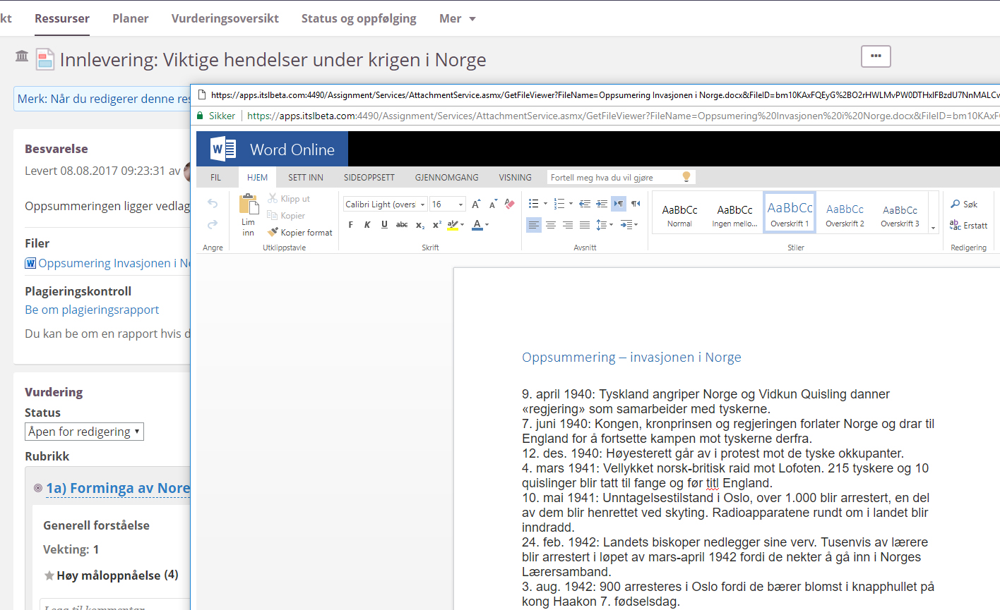 kt Ressurser Planer Vurderingsoversikt Status og oppfølging Mer
Innlevering: Viktige hendelser under krigen i Norge
Merk: Når du redigerer denne
Besvarelse
Levert 08.08.2017 09:23:31 av
Oppsummeringen ligger vedlag
Filer
Oppsumering Invasjonen i No
Plagieringskontroll
Be om plagieringsrapport
Du kan be om en rapport hvis d
Vurdering
Status
Åpen for redigering
Rubrikk
1a) Forminga av Nore
Generell forståelse
Vekting: 1
Høy måloppnåelse (4)
Legg til kommentar
https://apps.itslbeta.com:4490/Assignment/Services/AttachmentService.asmx/GetFileViewer?FileName=Oppsumering Invasjonen i Norge.docx&FileID=bm10KAxFQEyG%2BO2rHWLMvPW0DTHxIFBzdU7NnMALCw
Sikker https://apps.itslbeta.com:4490/Assignment/Services/AttachmentService.asmx/GetFileViewer?FileName=Oppsumering%20Invasjonen%20i%20Norge.docx&FileID=bm10KAxF
Word Online
FIL HJEM SETT INN SIDEOPPSETT GJENNOMGANG VISNING Fortell meg hva du vil gjøre
Lim inn
Klipp ut
Kopier
Kopier format
Calibri Light (overs 16
F K U abc x₂ x² ab A
AaBbCc AaBbCc AaBbCc AaBbCc AaBbCc
Normal Ingen mello... Overskrift 1 Overskrift 2 Overskrift 3
Søk
Erstatt
Angre Utklippstavle Skrift Avsnitt Stiler Redigering
Oppsummering – invasjonen i Norge
9. april 1940: Tyskland angriper Norge og Vidkun Quisling danner
«regjering» som samarbeider med tyskerne.
7. juni 1940: Kongen, kronprinsen og regjeringen forlater Norge og drar til
England for å fortsette kampen mot tyskerne derfra.
12. des. 1940: Høyesterett går av i protest mot de tyske okkupanter.
4. mars 1941: Vellykket norsk-britisk raid mot Lofoten. 215 tyskere og 10
quislinger blir tatt til fange og før titl England.
10. mai 1941: Unntagelsestilstand i Oslo, over 1.000 blir arrestert, en del
av dem blir henrettet ved skyting. Radioapparatene rundt om i landet blir
inndradd.
24. feb. 1942: Landets biskoper nedlegger sine verv. Tusenvis av lærere
blir arrestert i løpet av mars-april 1942 fordi de nekter å gå inn i Norges
Lærersamband.
3. aug. 1942: 900 arresteres i Oslo fordi de bærer blomst i knapphullet på
kong Haakon 7. fødselsdag.